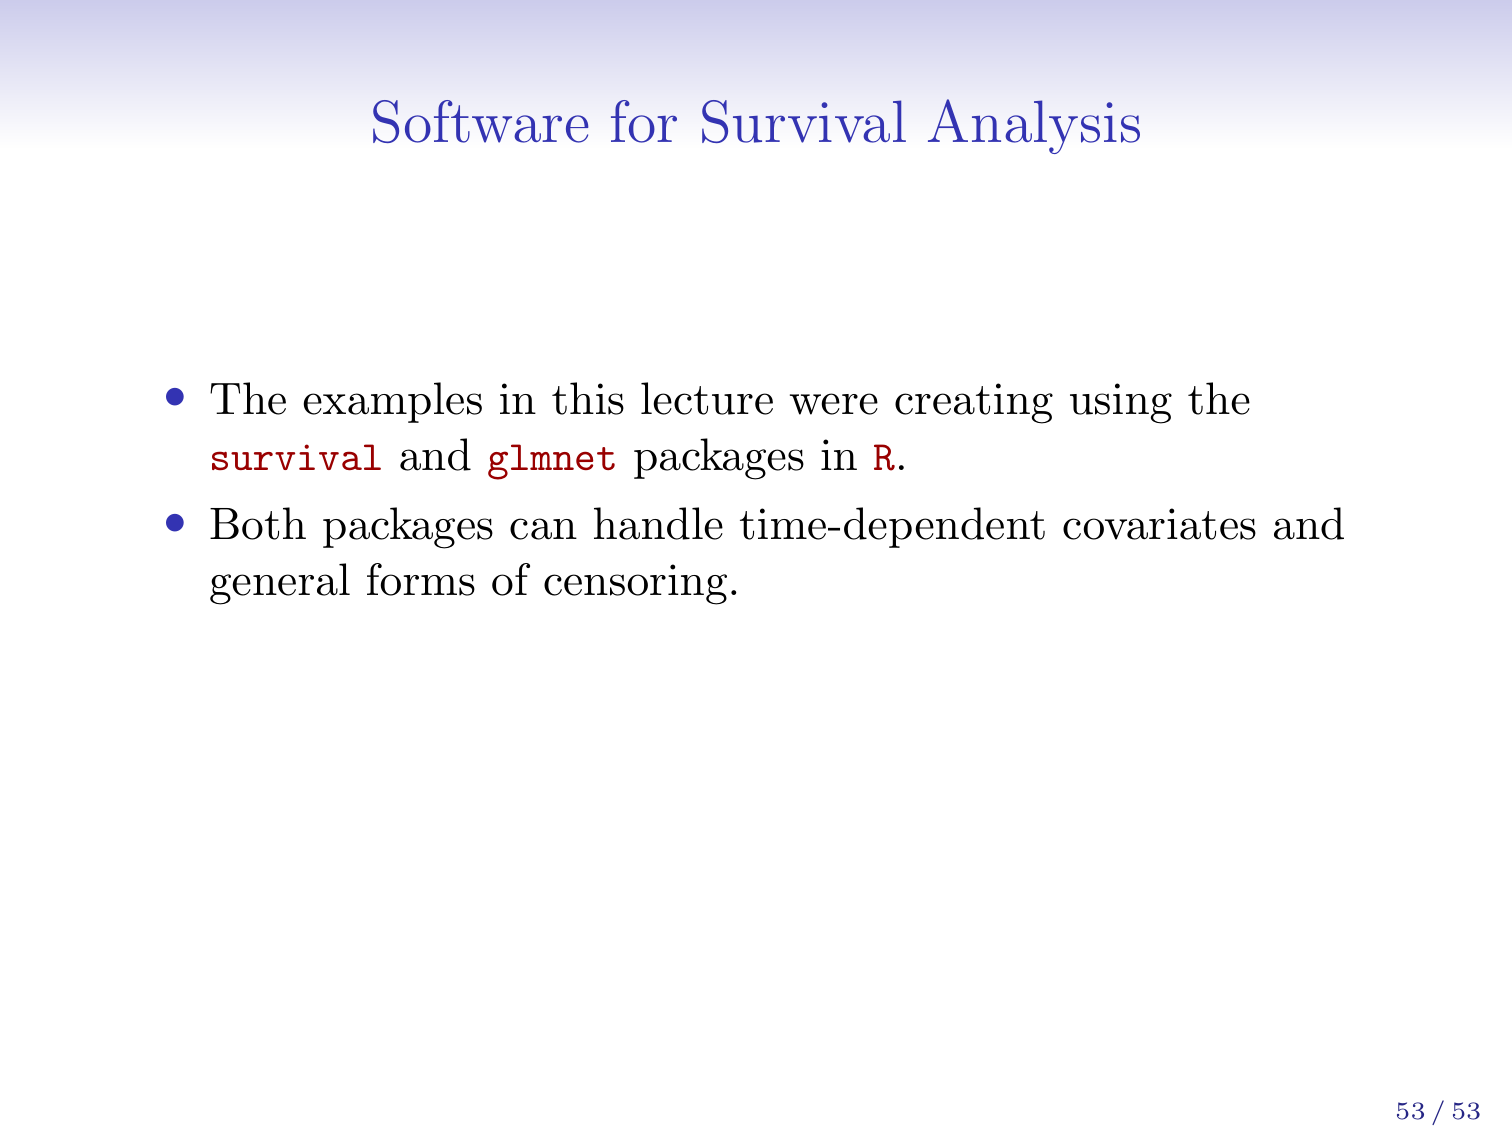 Software for Survival Analysis
• The examples in this lecture were creating using the
survival and glmnet packages in R.
• Both packages can handle time-dependent covariates and
general forms of censoring.
53 / 53